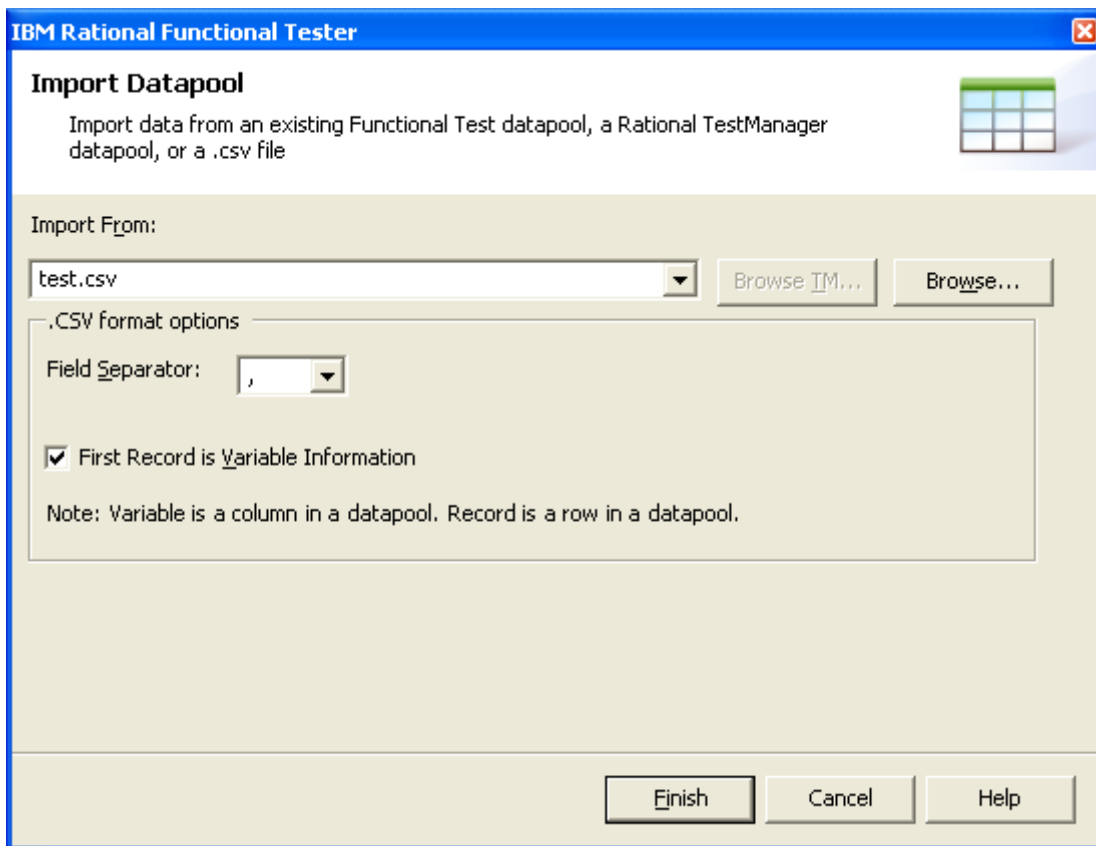 IBM Rational Functional Tester
Import Datapool
Import data from an existing Functional Test datapool, a Rational TestManager
datapool, or a .csv file
Import From:
test.csv Browse TM... Browse...
.CSV format options
Field Separator: ,
First Record is Variable Information
Note: Variable is a column in a datapool. Record is a row in a datapool.
Finish Cancel Help